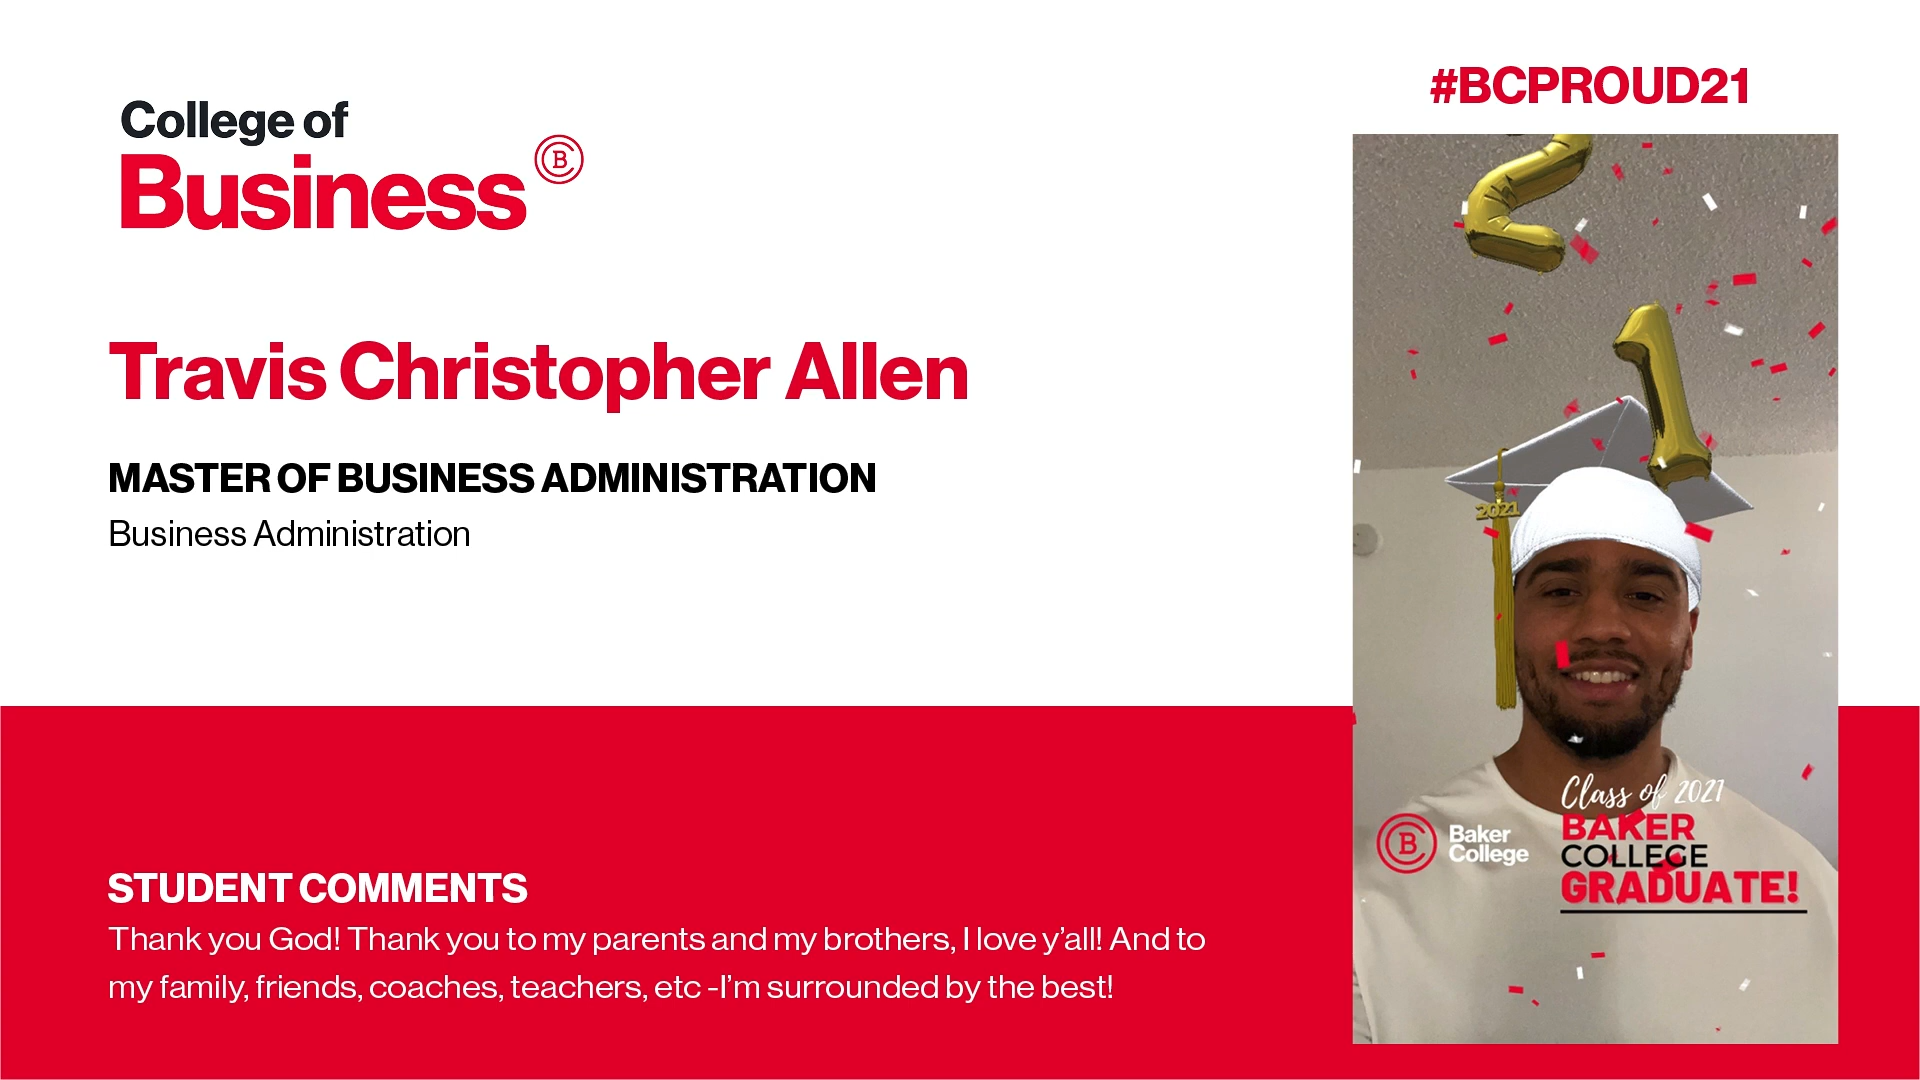 College of
Business
B
#BCPROUD21
Travis Christopher Allen
MASTER OF BUSINESS ADMINISTRATION
Business Administration
2
1
2021
Class of 2021
BAKER
COLLEGE
GRADUATE!
B
Baker
College
STUDENT COMMENTS
Thank you God! Thank you to my parents and my brothers, I love y’all! And to
my family, friends, coaches, teachers, etc -I’m surrounded by the best!